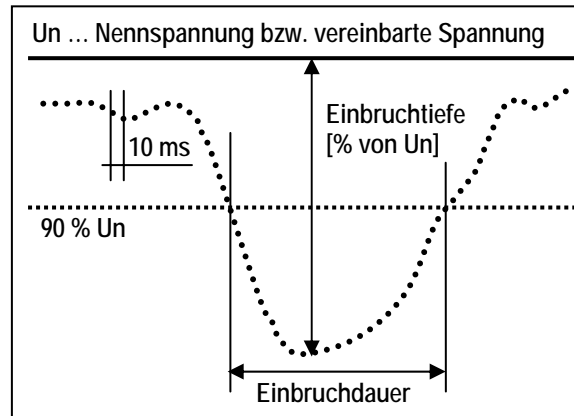 Un ... Nennspannung bzw. vereinbarte Spannung
Einbruchtiefe
[% von Un]
10 ms
90 % Un
Einbruchdauer